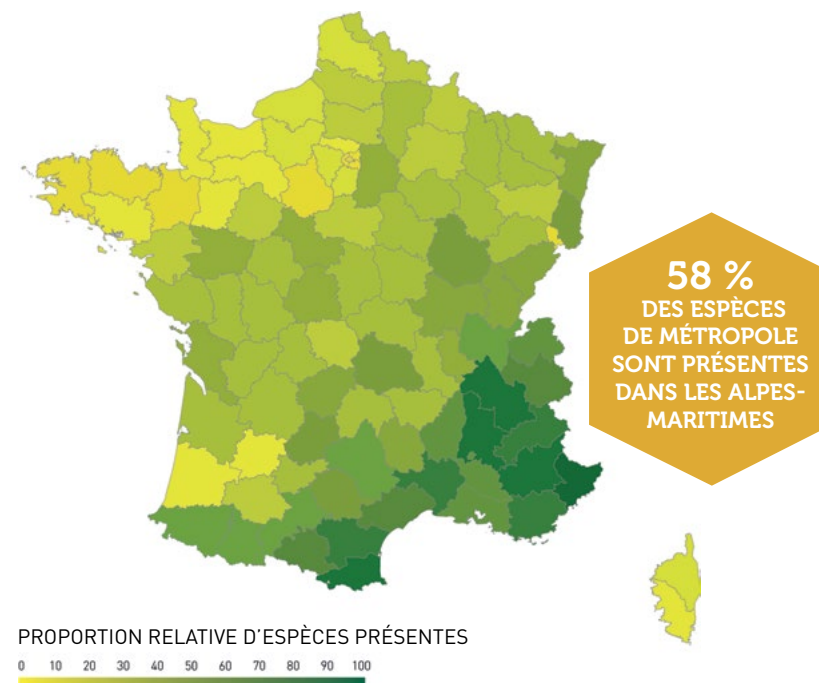 58 %
DES ESPÈCES
DE MÉTROPOLE
SONT PRÉSENTES
DANS LES ALPES-
MARITIMES
PROPORTION RELATIVE D'ESPÈCES PRÉSENTES
0 10 20 30 40 50 60 70 80 90 100